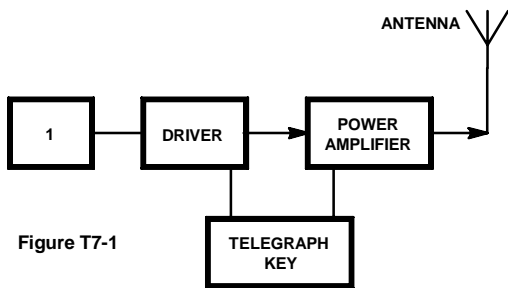 ANTENNA
1
DRIVER
POWER
AMPLIFIER
TELEGRAPH
KEY
Figure T7-1